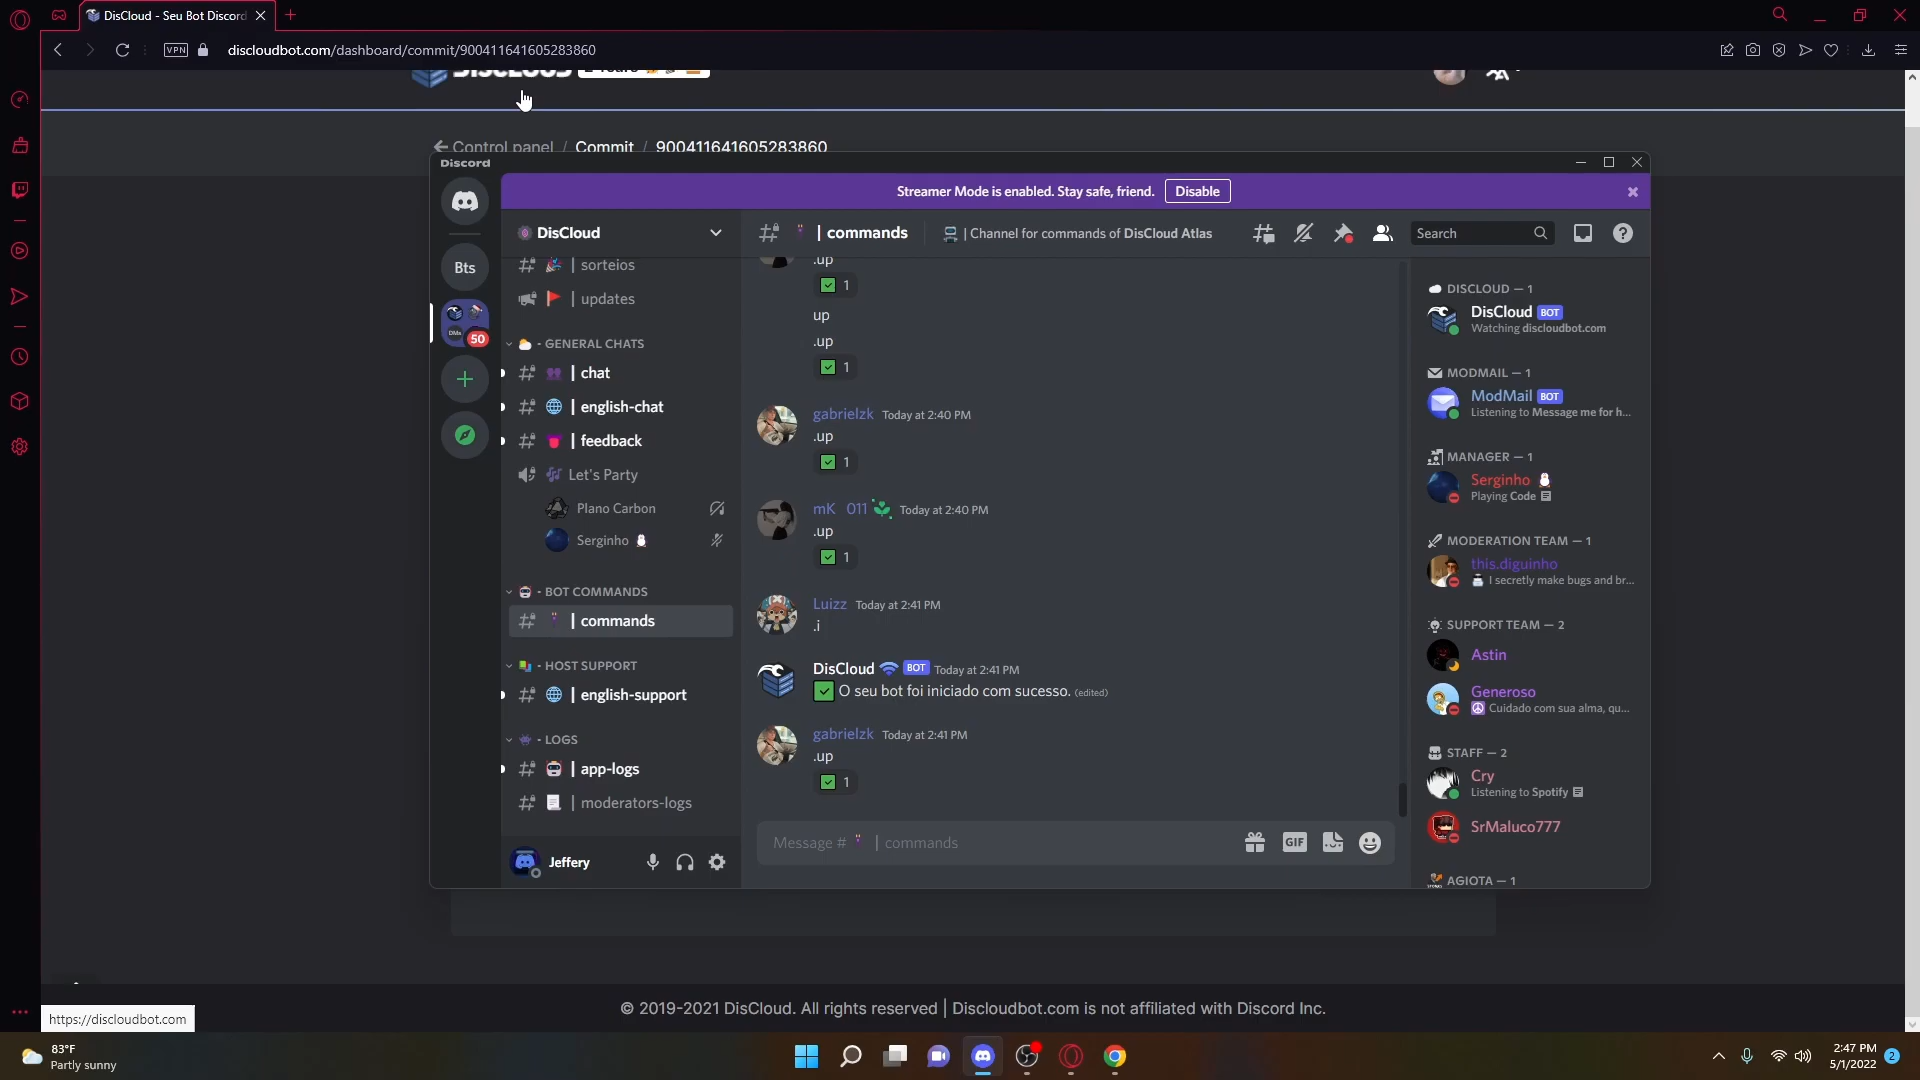 DisCloud - Seu Bot Discord
VPN
discloudbot.com/dashboard/commit/900411641605283860
Control panel / Commit / 900411641605283860
Discord
Streamer Mode is enabled. Stay safe, friend.
Disable
DisCloud
| commands
| Channel for commands of DisCloud Atlas
Search
Bts
50
| sorteios
| updates
- GENERAL CHATS
| chat
| english-chat
| feedback
Let's Party
Plano Carbon
Serginho
- BOT COMMANDS
| commands
- HOST SUPPORT
| english-support
- LOGS
| app-logs
| moderators-logs
Jeffery
.up
1
up
.up
1
gabrielzk Today at 2:40 PM
.up
1
mK 011 Today at 2:40 PM
.up
1
Luizz Today at 2:41 PM
.i
DisCloud BOT Today at 2:41 PM
O seu bot foi iniciado com sucesso. (edited)
gabrielzk Today at 2:41 PM
.up
1
Message # | commands
GIF
DISCLOUD — 1
DisCloud BOT
Watching discloudbot.com
MODMAIL — 1
ModMail BOT
Listening to Message me for h...
MANAGER — 1
Serginho
Playing Code
MODERATION TEAM — 1
this.diguinho
I secretly make bugs and br...
SUPPORT TEAM — 2
Astin
Generoso
Cuidado com sua alma, qu...
STAFF — 2
Cry
Listening to Spotify
SrMaluco777
AGIOTA — 1
© 2019-2021 DisCloud. All rights reserved | Discloudbot.com is not affiliated with Discord Inc.
https://discloudbot.com
83°F
Partly sunny
2:47 PM
5/1/2022
2